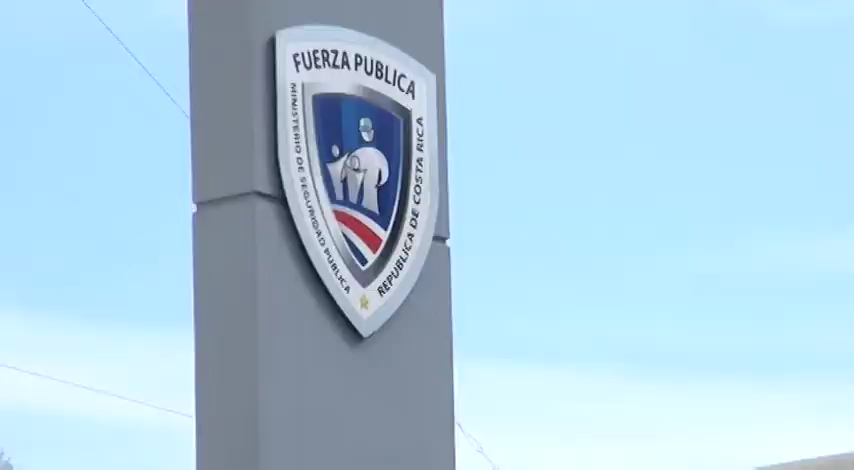 FUERZA PUBLICA
MINISTERIO DE SEGURIDAD PUBLICA
REPUBLICA DE COSTA RICA